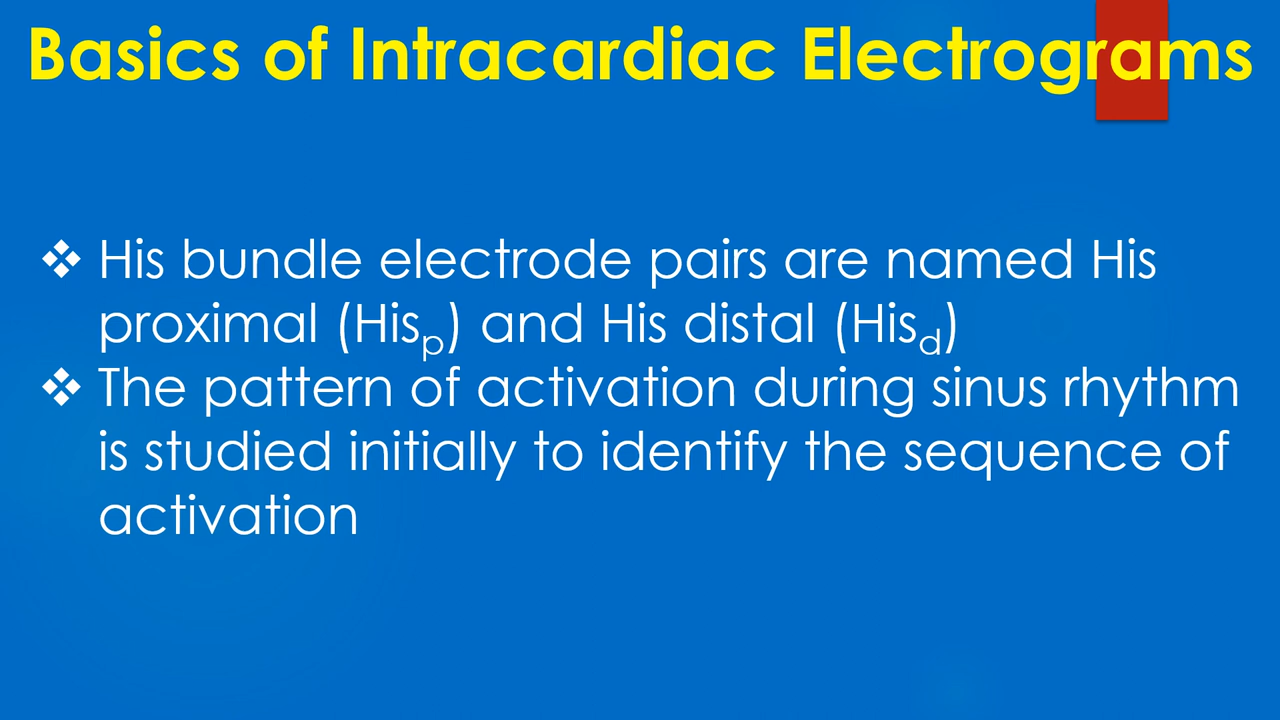 Basics of Intracardiac Electrograms
❖ His bundle electrode pairs are named His
proximal (Hisₚ) and His distal (His_d)
❖ The pattern of activation during sinus rhythm
is studied initially to identify the sequence of
activation